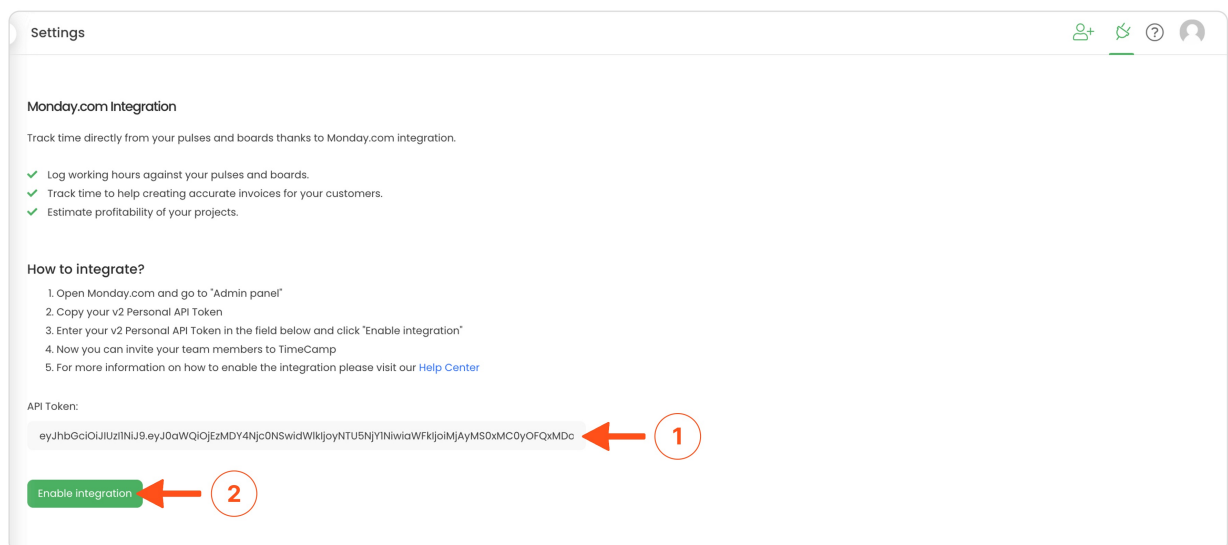 Settings
Monday.com Integration
Track time directly from your pulses and boards thanks to Monday.com integration.
Log working hours against your pulses and boards.
Track time to help creating accurate invoices for your customers.
Estimate profitability of your projects.
How to integrate?
1. Open Monday.com and go to "Admin panel"
2. Copy your v2 Personal API Token
3. Enter your v2 Personal API Token in the field below and click "Enable integration"
4. Now you can invite your team members to TimeCamp
5. For more information on how to enable the integration please visit our Help Center
API Token:
eyJhbGciOiJIUzI1NiJ9.eyJ0aWQiOjEzMDY4Njc0NSwidWlkIjoyNTU5NjY1NiwiaWFkIjoiMjAyMS0xMC0yOFQxMDo
1
Enable integration
2